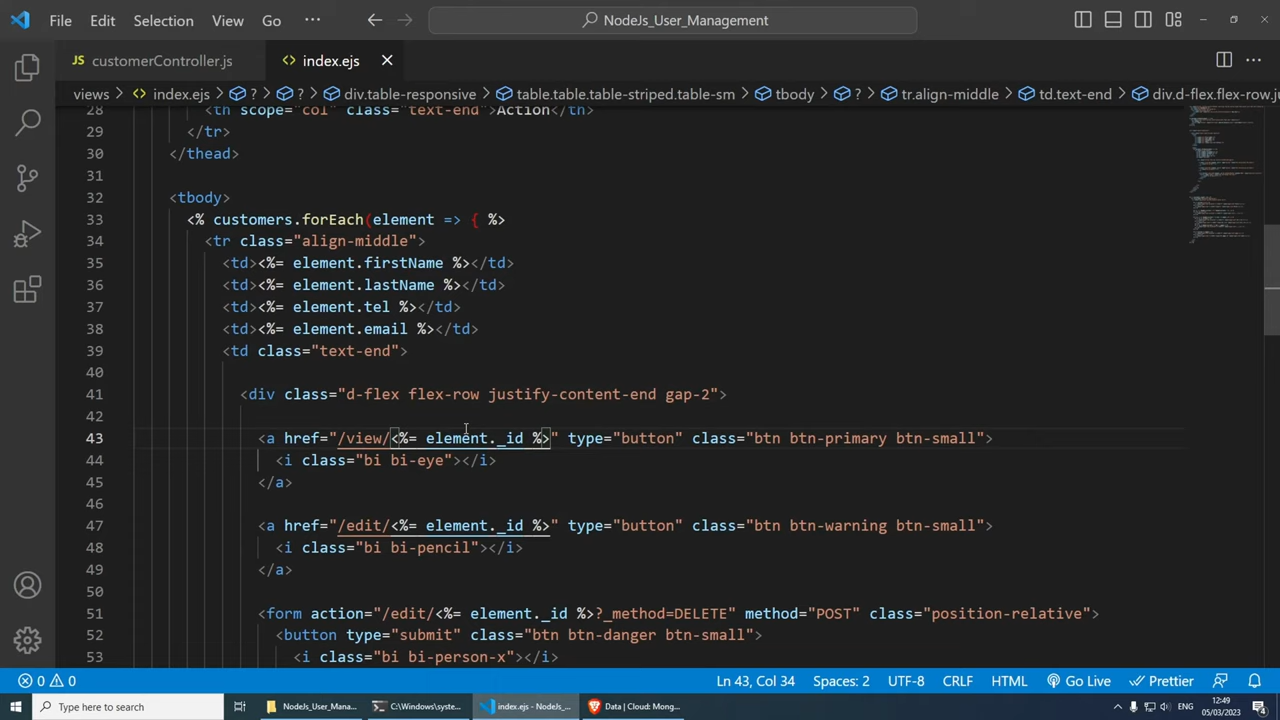 File Edit Selection View Go ··· NodeJs_User_Management
JS customerController.js index.ejs
views > index.ejs > ? > ? > div.table-responsive > table.table.table-striped.table-sm > tbody > ? > tr.align-middle > td.text-end > div.d-flex.flex-row.ju
28 <th scope="col" class="text-end">Action</th>
29 </tr>
30 </thead>
31
32 <tbody>
33 <% customers.forEach(element => { %>
34 <tr class="align-middle">
35 <td><%= element.firstName %></td>
36 <td><%= element.lastName %></td>
37 <td><%= element.tel %></td>
38 <td><%= element.email %></td>
39 <td class="text-end">
40
41 <div class="d-flex flex-row justify-content-end gap-2">
42
43 <a href="/view/<%= element._id %>" type="button" class="btn btn-primary btn-small">
44 <i class="bi bi-eye"></i>
45 </a>
46
47 <a href="/edit/<%= element._id %>" type="button" class="btn btn-warning btn-small">
48 <i class="bi bi-pencil"></i>
49 </a>
50
51 <form action="/edit/<%= element._id %>?_method=DELETE" method="POST" class="position-relative">
52 <button type="submit" class="btn btn-danger btn-small">
53 <i class="bi bi-person-x"></i>
0 0 Ln 43, Col 34 Spaces: 2 UTF-8 CRLF HTML Go Live Prettier
Type here to search NodeJs_User_Mana... C:\Windows\syste... index.ejs - NodeJs_... Data | Cloud: Mong... 12:49
05/03/2023